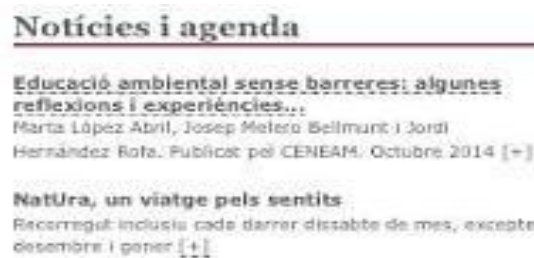 Notícies i agenda
Educació ambiental sense barreres: algunes
reflexions i experiències...
Marta López Abril, Josep Melero Bellmunt i Jordi
Hernández Rofa. Publicat pel CENEAM. Octubre 2014 [+]
NatUra, un viatge pels sentits
Recorregut inclusiu cada darrer dissabte de mes, excepte
desembre i gener [+]